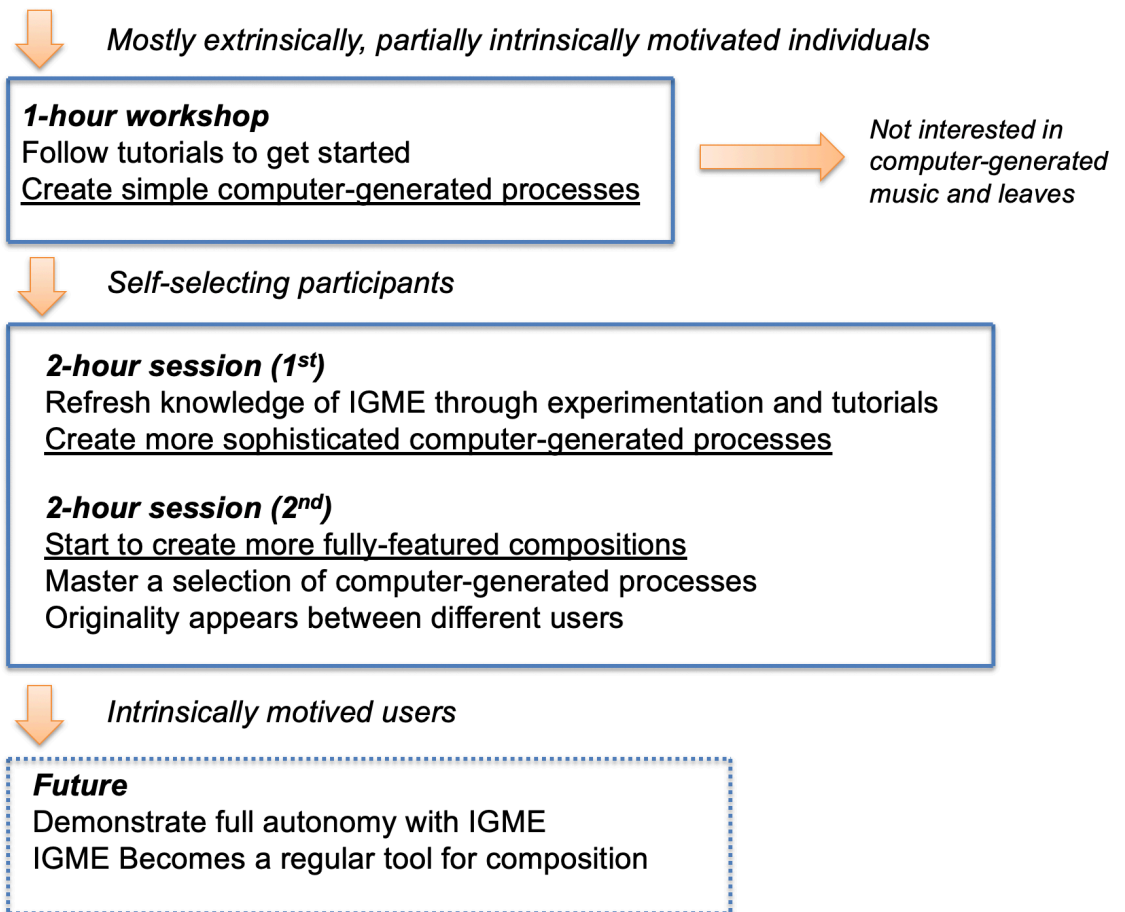 Mostly extrinsically, partially intrinsically motivated individuals
1-hour workshop
Follow tutorials to get started
Create simple computer-generated processes
Not interested in
computer-generated
music and leaves
Self-selecting participants
2-hour session (1st)
Refresh knowledge of IGME through experimentation and tutorials
Create more sophisticated computer-generated processes
2-hour session (2nd)
Start to create more fully-featured compositions
Master a selection of computer-generated processes
Originality appears between different users
Intrinsically motived users
Future
Demonstrate full autonomy with IGME
IGME Becomes a regular tool for composition